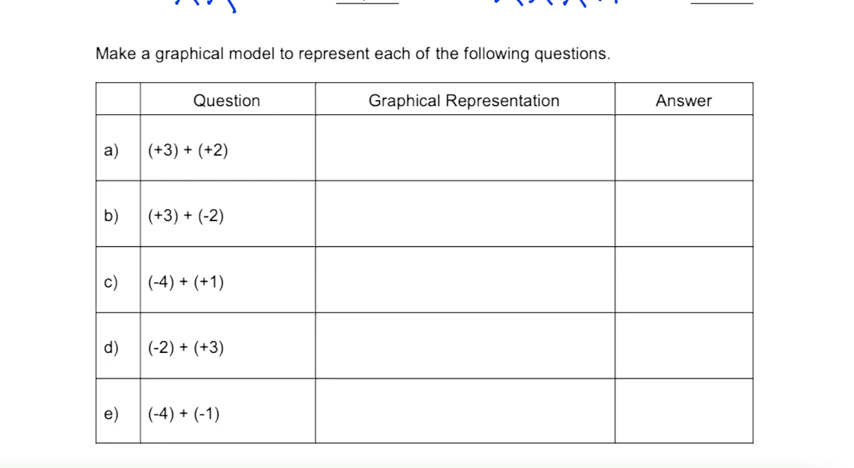 Make a graphical model to represent each of the following questions.
Question Graphical Representation Answer
a) (+3) + (+2)
b) (+3) + (-2)
c) (-4) + (+1)
d) (-2) + (+3)
e) (-4) + (-1)